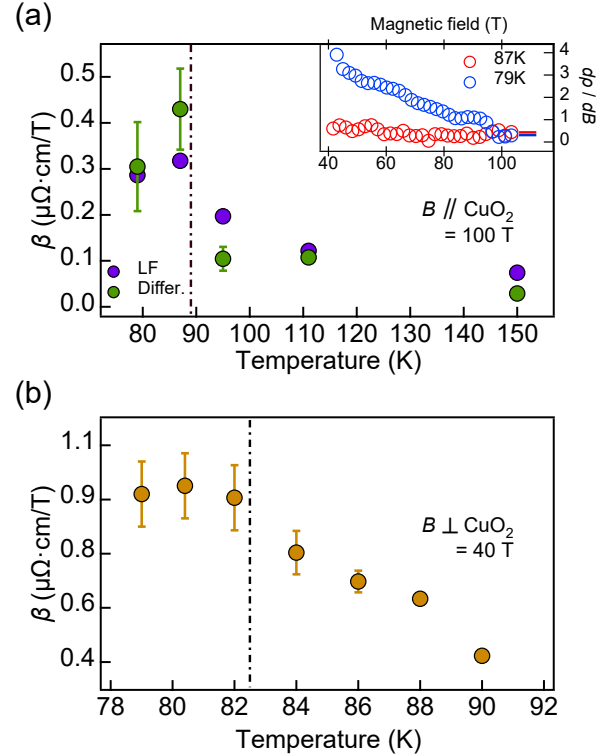 (a)
Magnetic field (T)
87K
79K
4
3
2
1
0
dρ / dB
40
60
80
100
0.5
0.4
0.3
0.2
0.1
0.0
β (μΩ·cm/T)
B // CuO₂
= 100 T
LF
Differ.
80 90 100 110 120 130 140 150
Temperature (K)
(b)
1.1
0.9
0.8
0.6
0.4
β (μΩ·cm/T)
B ⊥ CuO₂
= 40 T
78 80 82 84 86 88 90 92
Temperature (K)